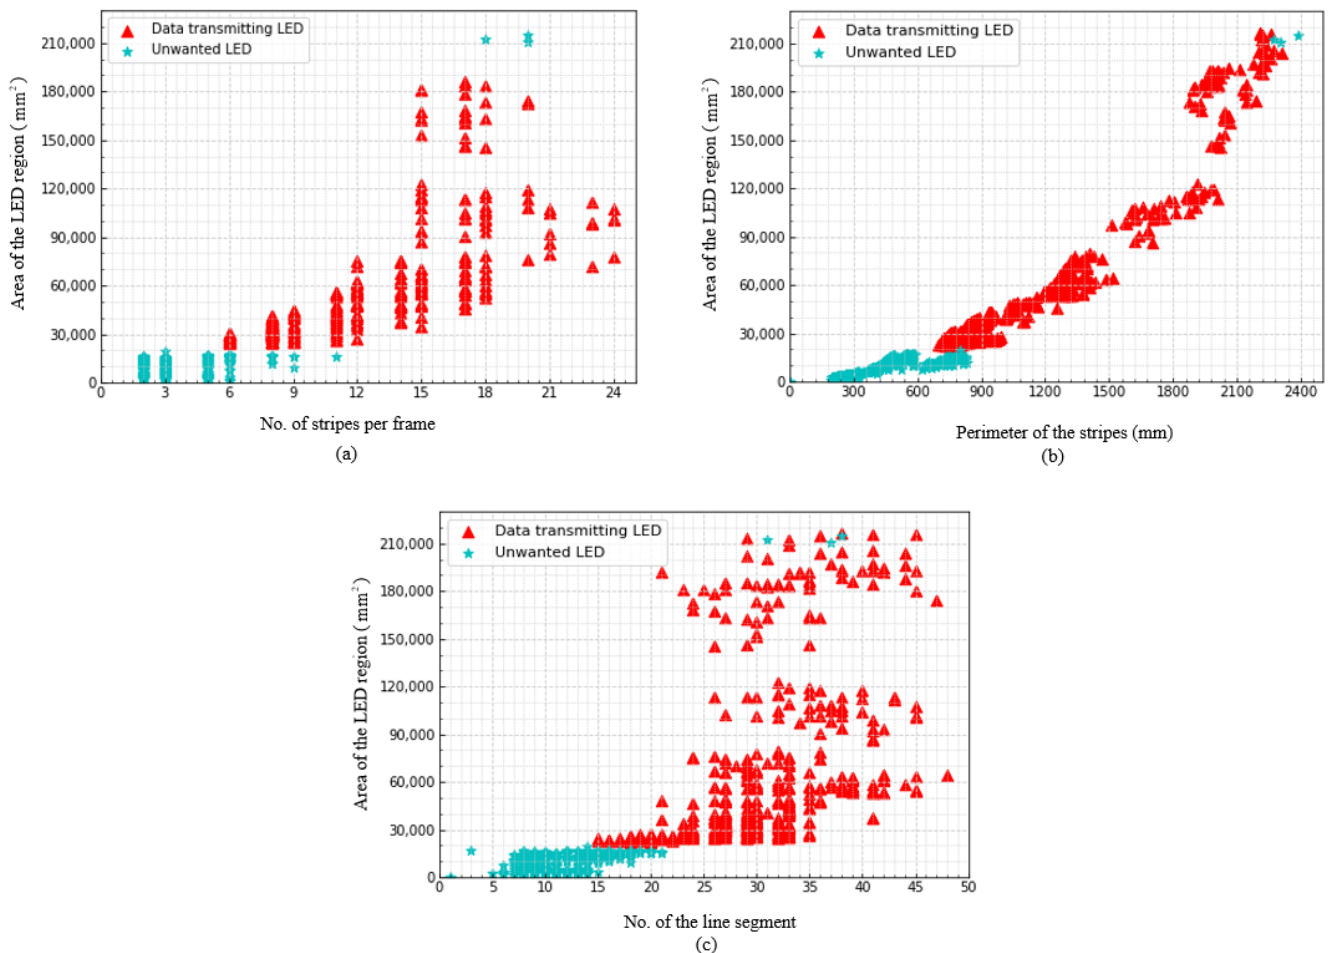 Data transmitting LED
Unwanted LED
210,000
180,000
150,000
120,000
90,000
60,000
30,000
0
0 3 6 9 12 15 18 21 24
Area of the LED region ( mm²)
No. of stripes per frame
(a)
Data transmitting LED
Unwanted LED
210,000
180,000
150,000
120,000
90,000
60,000
30,000
0
0 300 600 900 1200 1500 1800 2100 2400
Area of the LED region ( mm²)
Perimeter of the stripes (mm)
(b)
Data transmitting LED
Unwanted LED
210,000
180,000
150,000
120,000
90,000
60,000
30,000
0
0 5 10 15 20 25 30 35 40 45 50
Area of the LED region ( mm²)
No. of the line segment
(c)